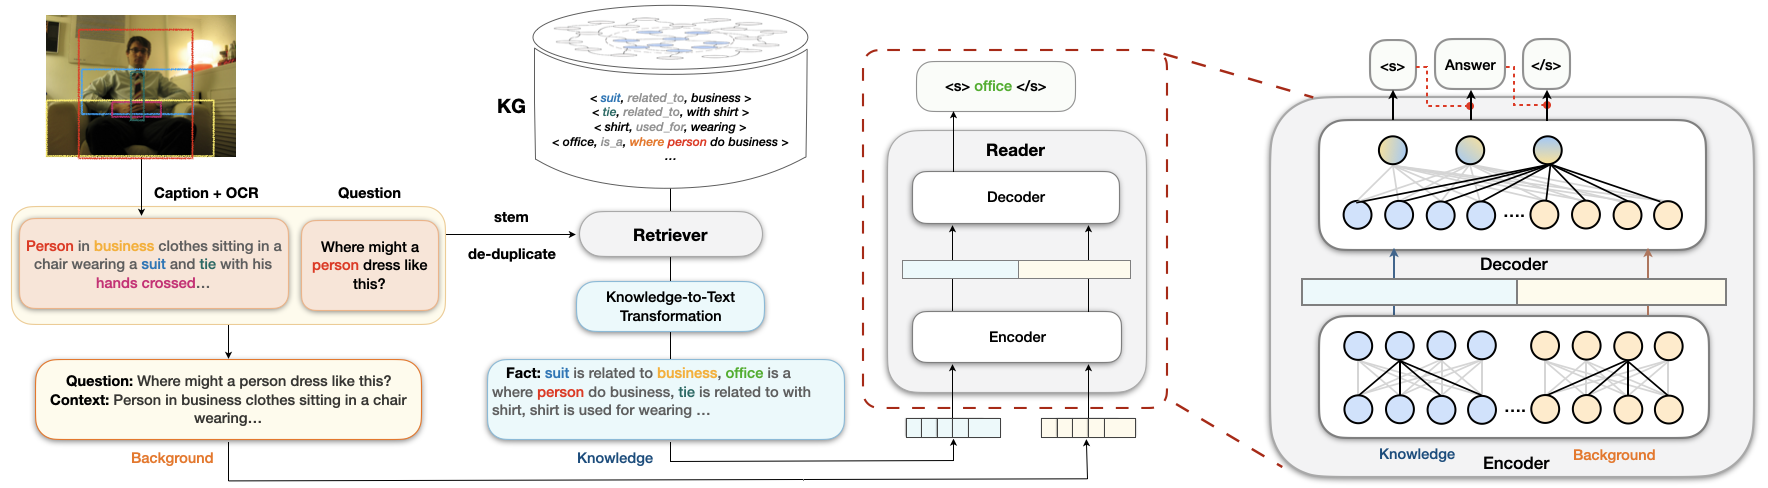 Caption + OCR
Question
Person in business clothes sitting in a
chair wearing a suit and tie with his
hands crossed…
Where might a
person dress like
this?
Question: Where might a person dress like this?
Context: Person in business clothes sitting in a chair
wearing…
Background
stem
de-duplicate
KG
< suit, related_to, business >
< tie, related_to, with shirt >
< shirt, used_for, wearing >
< office, is_a, where person do business >
…
Retriever
Knowledge-to-Text
Transformation
Fact: suit is related to business, office is a
where person do business, tie is related to with
shirt, shirt is used for wearing …
Knowledge
<s> office </s>
Reader
Decoder
Encoder
<s>
Answer
</s>
....
Decoder
....
Knowledge
Encoder
Background